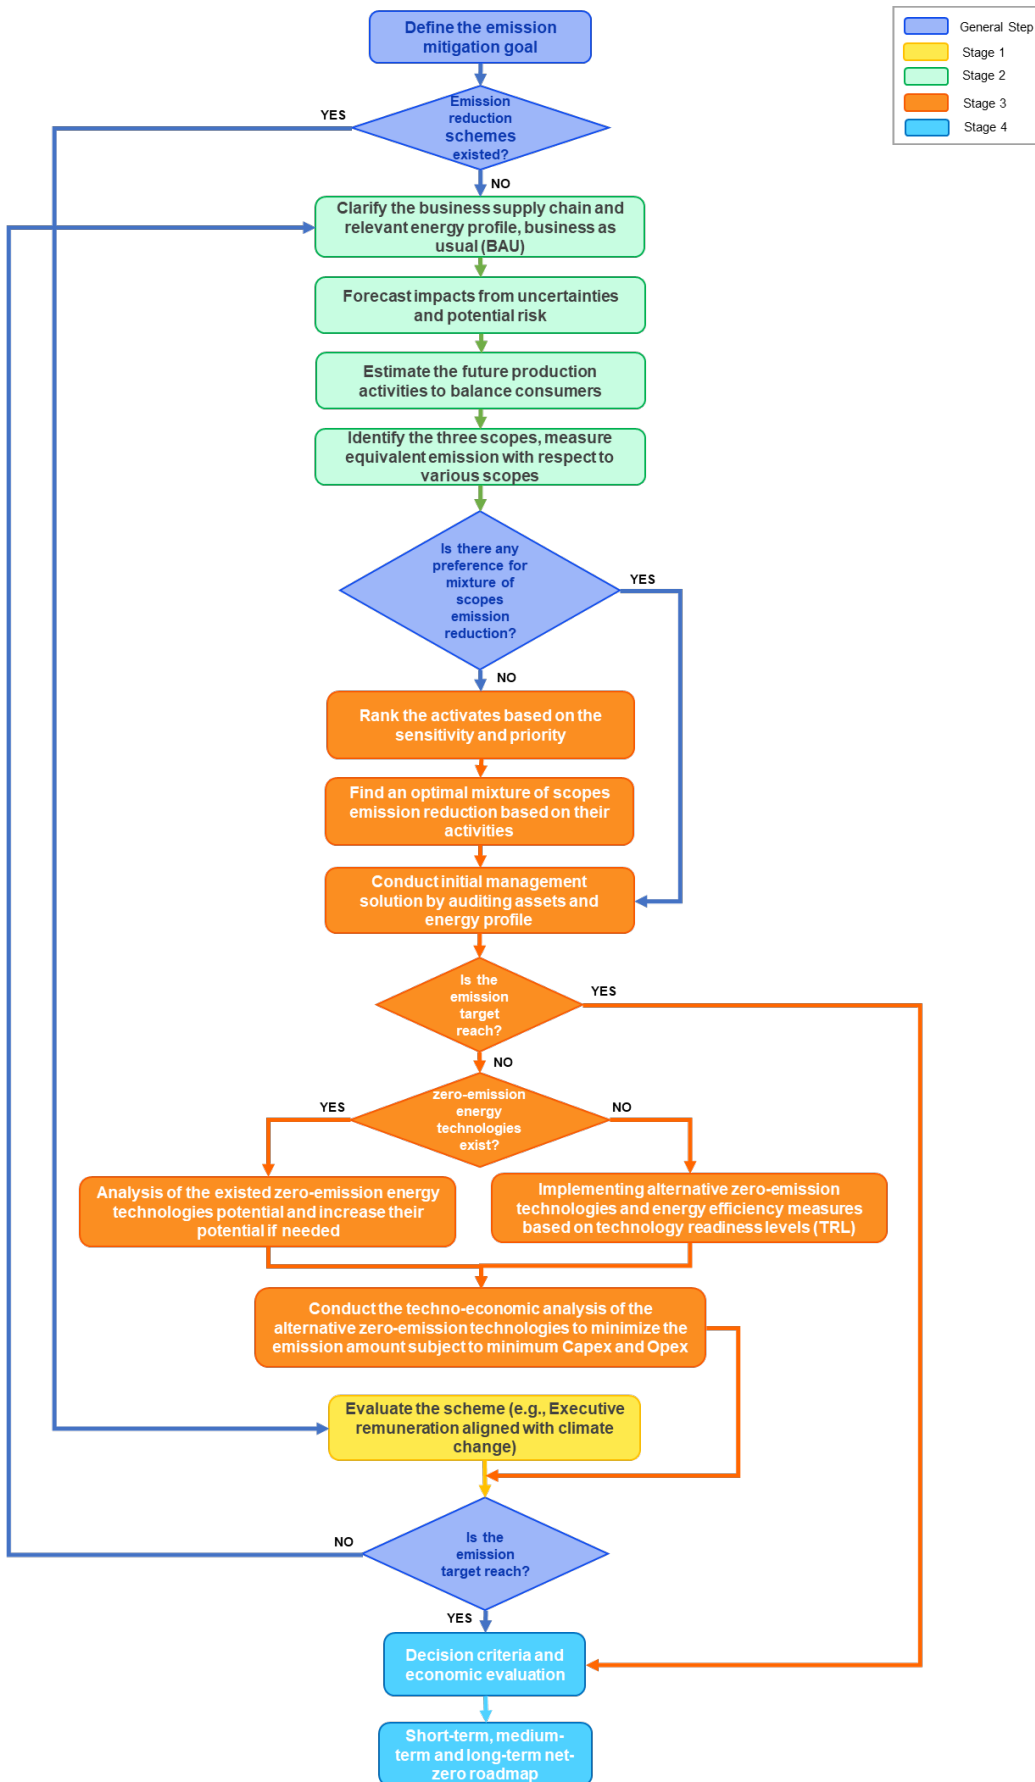 Define the emission
mitigation goal
General Step
Stage 1
Stage 2
Stage 3
Stage 4
Emission
reduction
schemes
existed?
YES
NO
Clarify the business supply chain and
relevant energy profile, business as
usual (BAU)
Forecast impacts from uncertainties
and potential risk
Estimate the future production
activities to balance consumers
Identify the three scopes, measure
equivalent emission with respect to
various scopes
Is there any
preference for
mixture of
scopes
emission
reduction?
YES
NO
Rank the activates based on the
sensitivity and priority
Find an optimal mixture of scopes
emission reduction based on their
activities
Conduct initial management
solution by auditing assets and
energy profile
Is the
emission
target
reach?
YES
NO
zero-emission
energy
technologies
exist?
YES
NO
Analysis of the existed zero-emission energy
technologies potential and increase their
potential if needed
Implementing alternative zero-emission
technologies and energy efficiency measures
based on technology readiness levels (TRL)
Conduct the techno-economic analysis of the
alternative zero-emission technologies to minimize the
emission amount subject to minimum Capex and Opex
Evaluate the scheme (e.g., Executive
remuneration aligned with climate
change)
Is the
emission
target reach?
NO
YES
Decision criteria and
economic evaluation
Short-term, medium-
term and long-term net-
zero roadmap